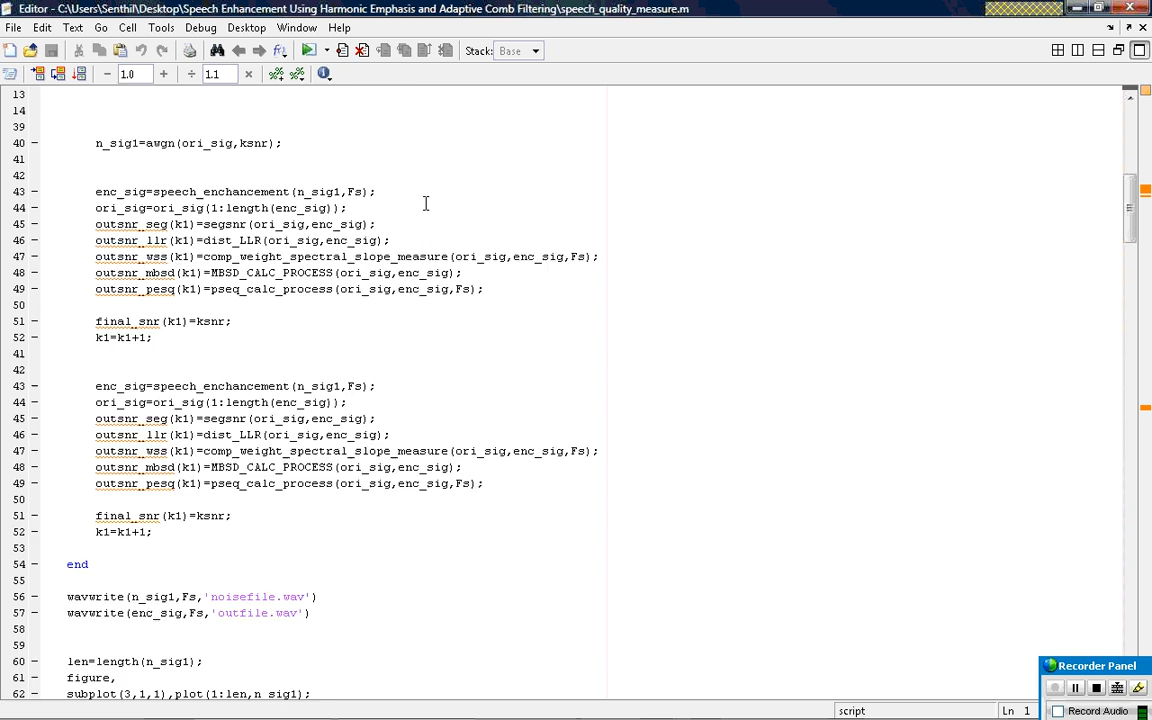 Editor - C:\Users\Senthil\Desktop\Speech Enhancement Using Harmonic Emphasis and Adaptive Comb Filtering\speech_quality_measure.m
File Edit Text Go Cell Tools Debug Desktop Window Help
Stack: Base
− 1.0 + ÷ 1.1 ×
13
14
39
40 – n_sig1=awgn(ori_sig,ksnr);
41
42
43 – enc_sig=speech_enchancement(n_sig1,Fs);
44 – ori_sig=ori_sig(1:length(enc_sig));
45 – outsnr_seg(k1)=segsnr(ori_sig,enc_sig);
46 – outsnr_llr(k1)=dist_LLR(ori_sig,enc_sig);
47 – outsnr_wss(k1)=comp_weight_spectral_slope_measure(ori_sig,enc_sig,Fs);
48 – outsnr_mbsd(k1)=MBSD_CALC_PROCESS(ori_sig,enc_sig);
49 – outsnr_pesq(k1)=pseq_calc_process(ori_sig,enc_sig,Fs);
50
51 – final_snr(k1)=ksnr;
52 – k1=k1+1;
41
42
43 – enc_sig=speech_enchancement(n_sig1,Fs);
44 – ori_sig=ori_sig(1:length(enc_sig));
45 – outsnr_seg(k1)=segsnr(ori_sig,enc_sig);
46 – outsnr_llr(k1)=dist_LLR(ori_sig,enc_sig);
47 – outsnr_wss(k1)=comp_weight_spectral_slope_measure(ori_sig,enc_sig,Fs);
48 – outsnr_mbsd(k1)=MBSD_CALC_PROCESS(ori_sig,enc_sig);
49 – outsnr_pesq(k1)=pseq_calc_process(ori_sig,enc_sig,Fs);
50
51 – final_snr(k1)=ksnr;
52 – k1=k1+1;
53
54 – end
55
56 – wavwrite(n_sig1,Fs,'noisefile.wav')
57 – wavwrite(enc_sig,Fs,'outfile.wav')
58
59
60 – len=length(n_sig1);
61 – figure,
62 – subplot(3,1,1),plot(1:len,n_sig1);
Recorder Panel
Record Audio
script Ln 1